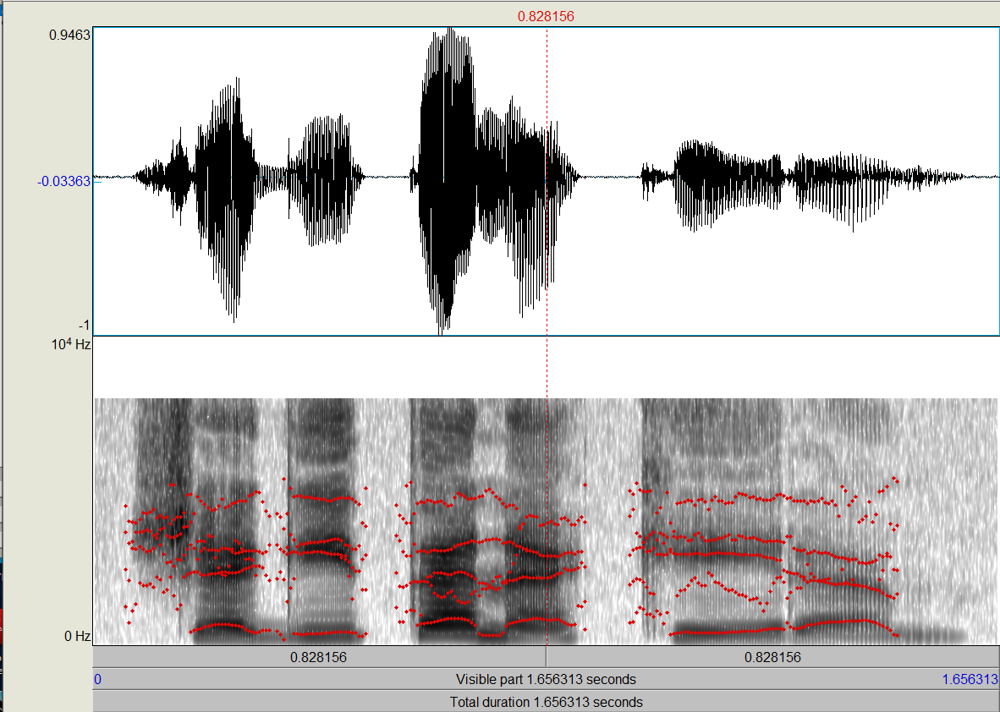 0.828156
0.9463
-0.03363
-1
10⁴ Hz
0 Hz
0.828156 0.828156
0 Visible part 1.656313 seconds 1.656313
Total duration 1.656313 seconds